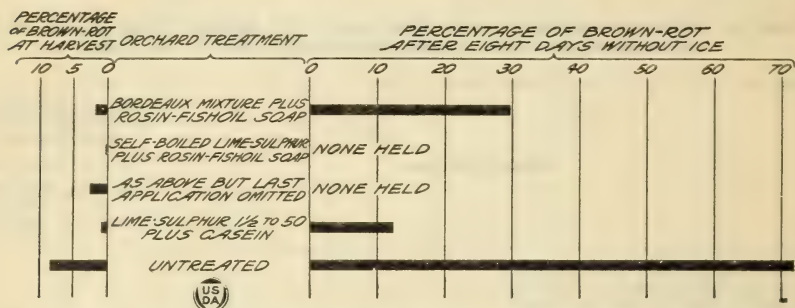 PERCENTAGE
OF BROWN-ROT
AT HARVEST
ORCHARD TREATMENT
PERCENTAGE OF BROWN-ROT
AFTER EIGHT DAYS WITHOUT ICE
10 5 0
0 10 20 30 40 50 60 70
BORDEAUX MIXTURE PLUS
ROSIN-FISHOIL SOAP
SELF-BOILED LIME-SULPHUR
PLUS ROSIN-FISHOIL SOAP
NONE HELD
AS ABOVE BUT LAST
APPLICATION OMITTED
NONE HELD
LIME-SULPHUR 1½ TO 50
PLUS CASEIN
UNTREATED
US
DA